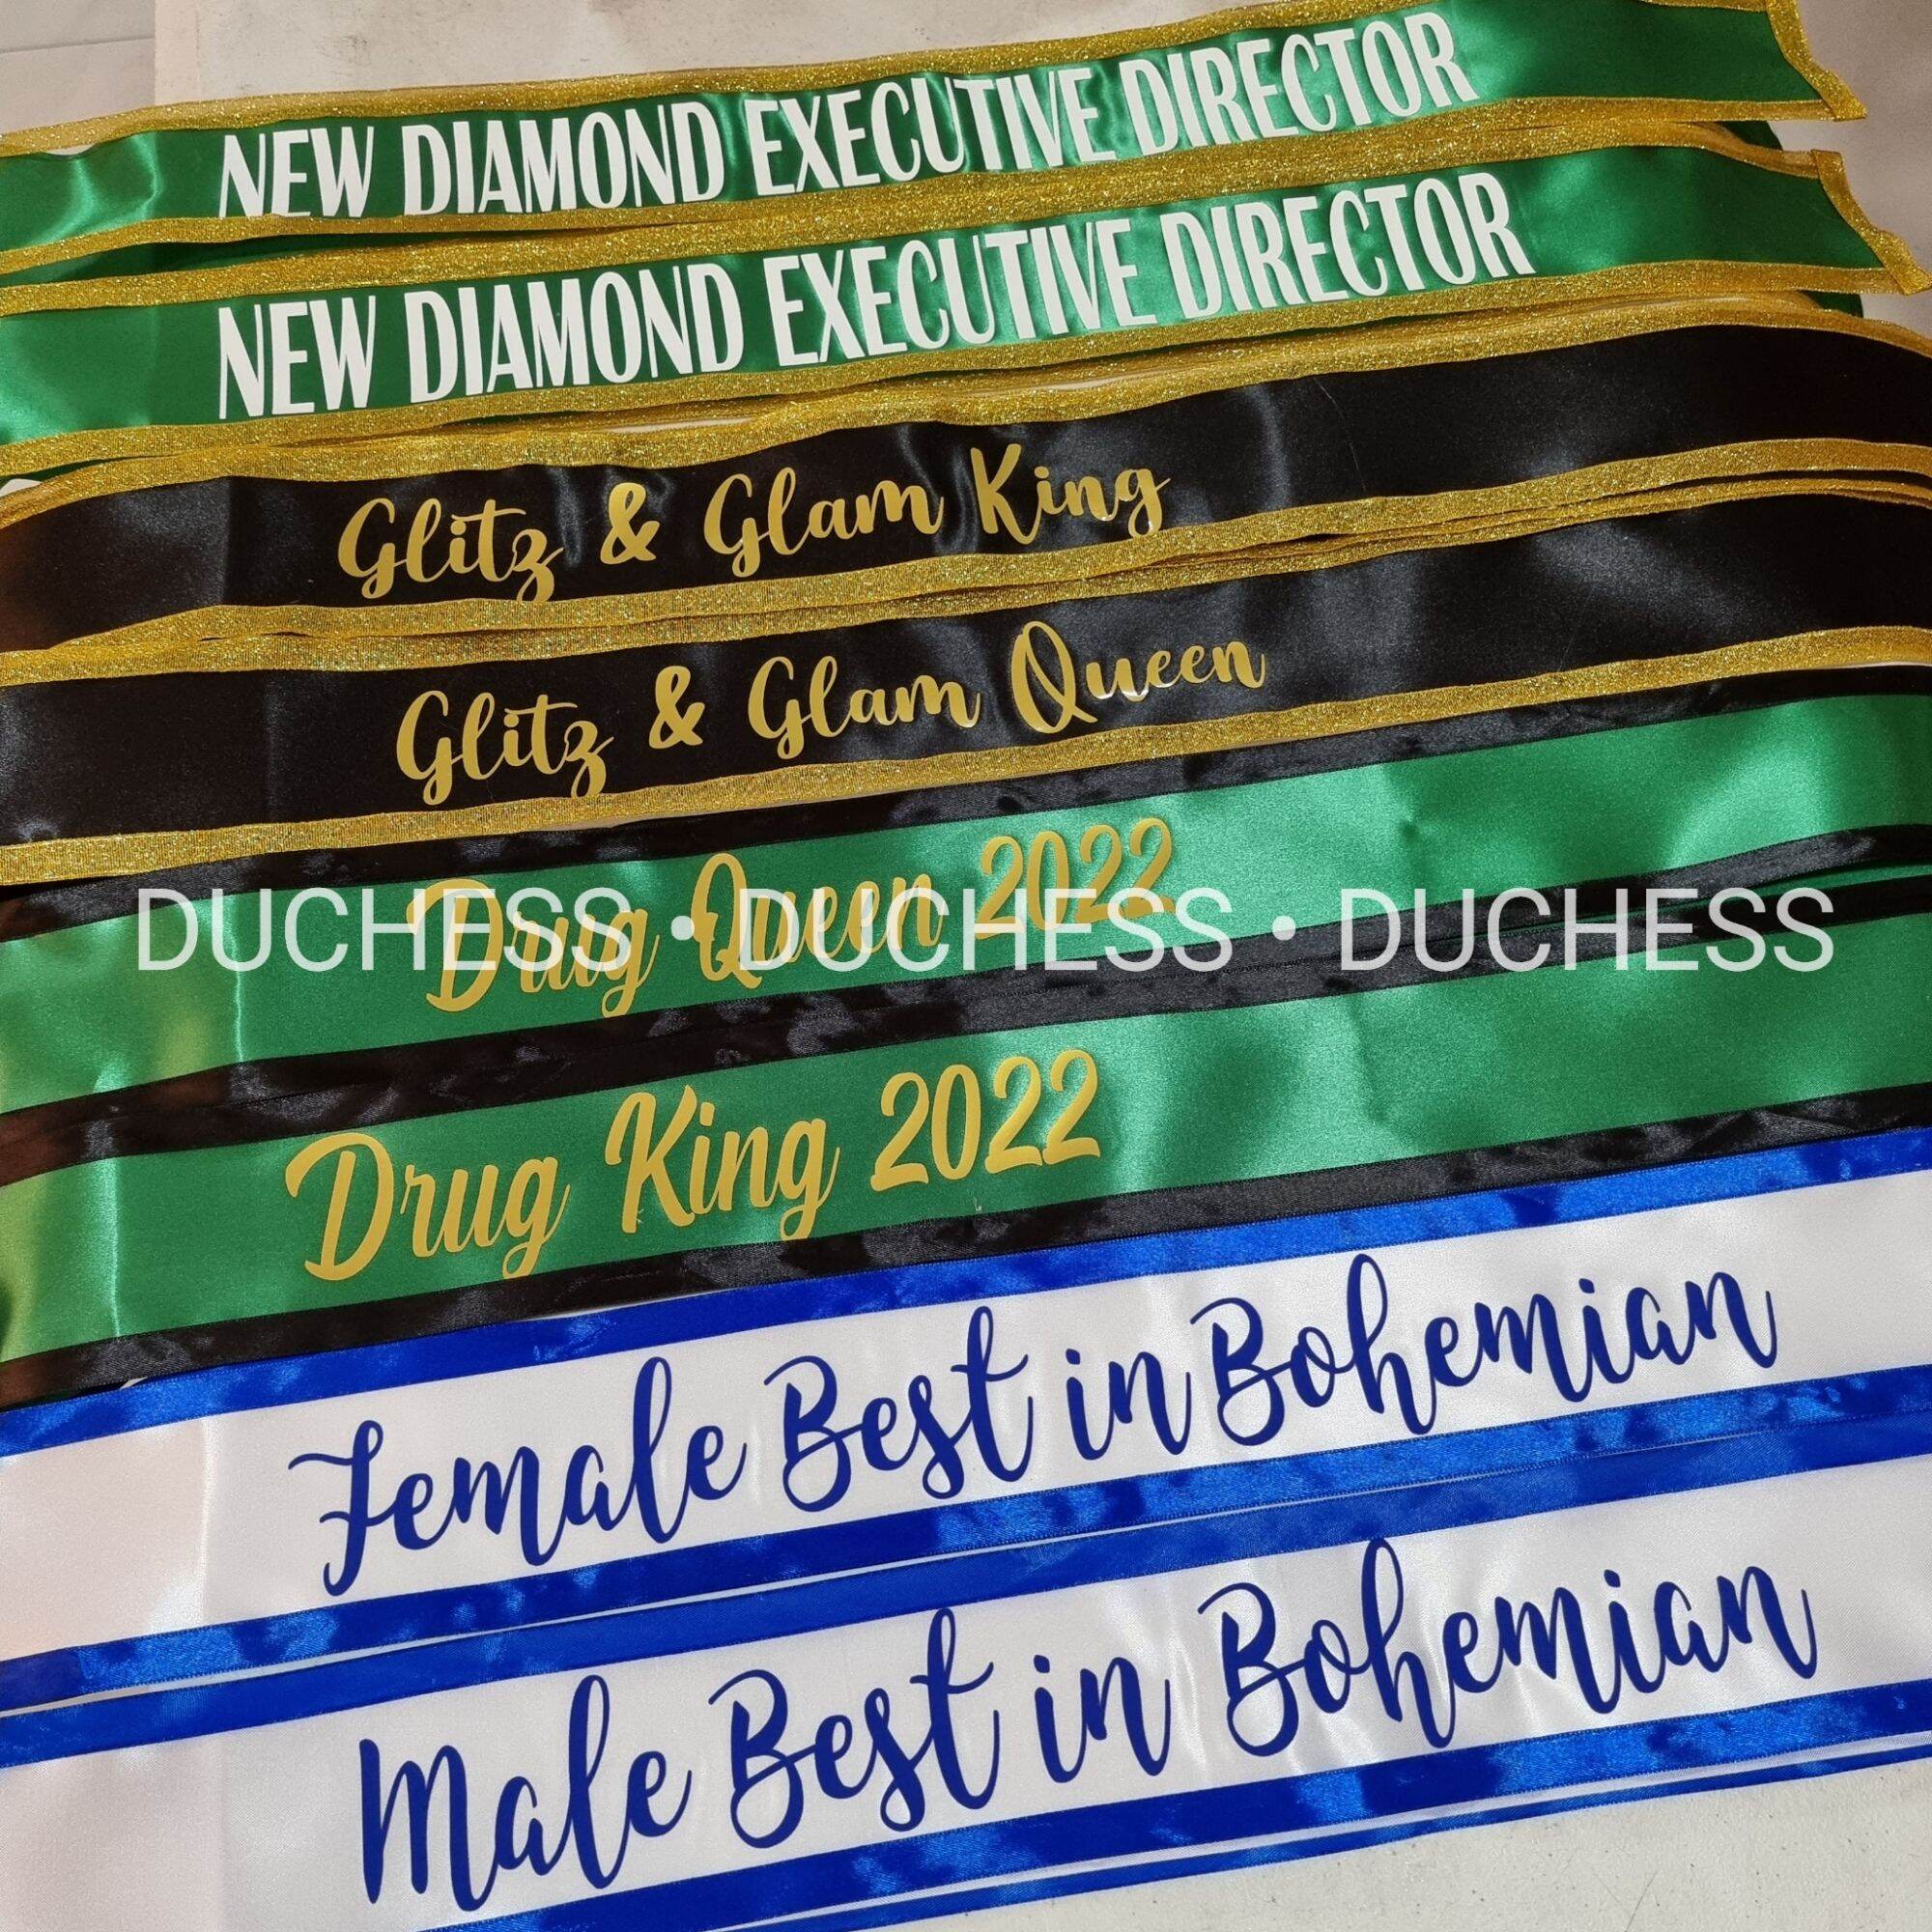 NEW DIAMOND EXECUTIVE DIRECTOR
NEW DIAMOND EXECUTIVE DIRECTOR
Glitz & Glam King
Glitz & Glam Queen
Drug Queen 2022
DUCHESS • DUCHESS • DUCHESS
Drug King 2022
Female Best in Bohemian
Male Best in Bohemian